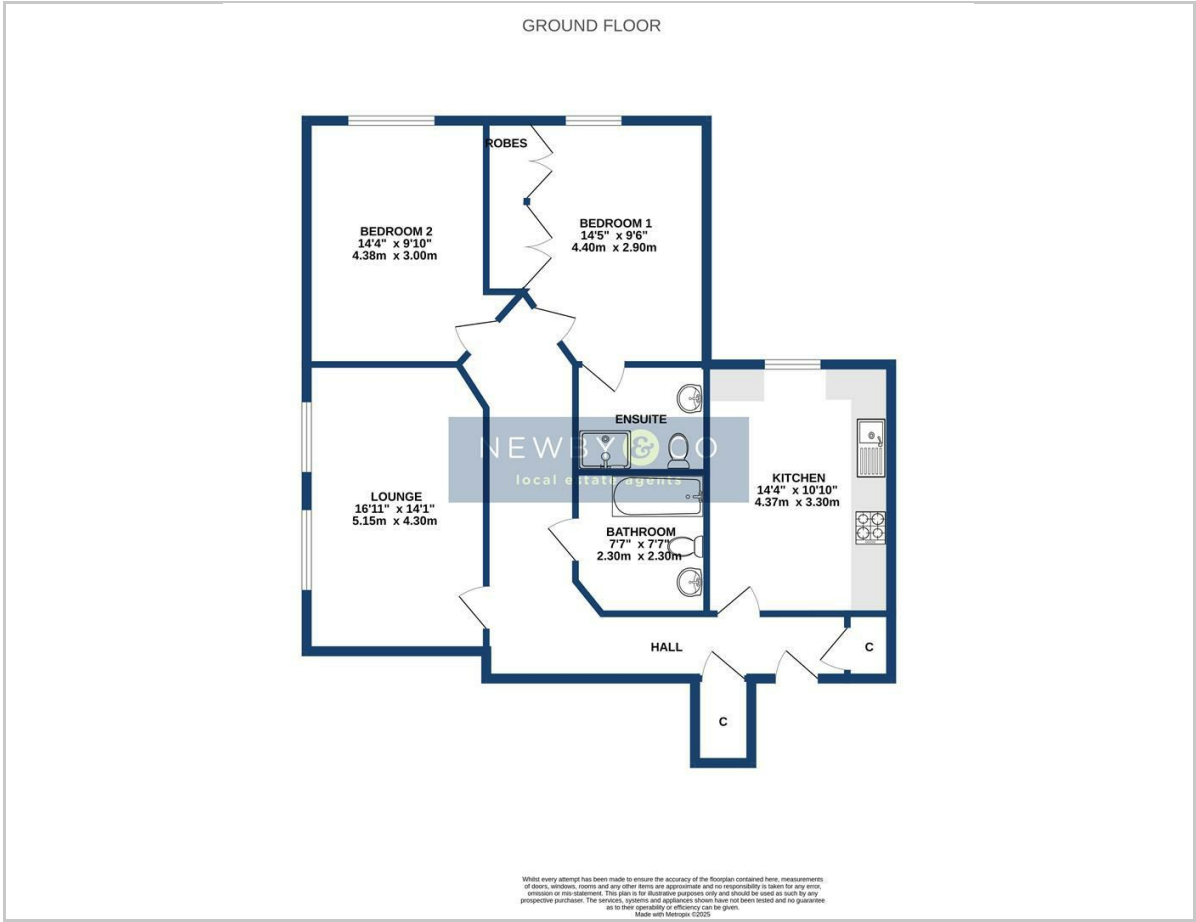 GROUND FLOOR
ROBES
BEDROOM 2
14'4" x 9'10"
4.38m x 3.00m
BEDROOM 1
14'5" x 9'6"
4.40m x 2.90m
ENSUITE
NEWBY & CO
local estate agents
LOUNGE
16'11" x 14'1"
5.15m x 4.30m
KITCHEN
14'4" x 10'10"
4.37m x 3.30m
BATHROOM
7'7" x 7'7"
2.30m x 2.30m
HALL
C
C
Whilst every attempt has been made to ensure the accuracy of the floorplan contained here, measurements
of doors, windows, rooms and any other items are approximate and no responsibility is taken for any error,
omission or mis-statement. This plan is for illustrative purposes only and should be used as such by any
prospective purchaser. The services, systems and appliances shown have not been tested and no guarantee
as to their operability or efficiency can be given.
Made with Metropix ©2025